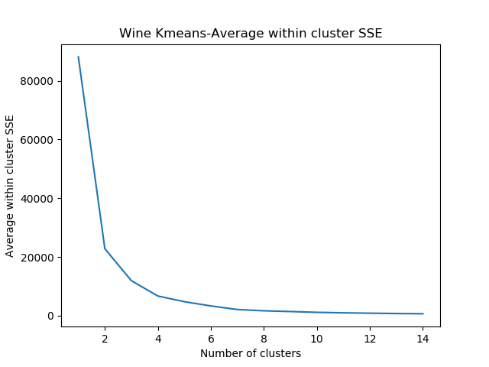 Wine Kmeans-Average within cluster SSE
Average within cluster SSE
80000
60000
40000
20000
0
2 4 6 8 10 12 14
Number of clusters